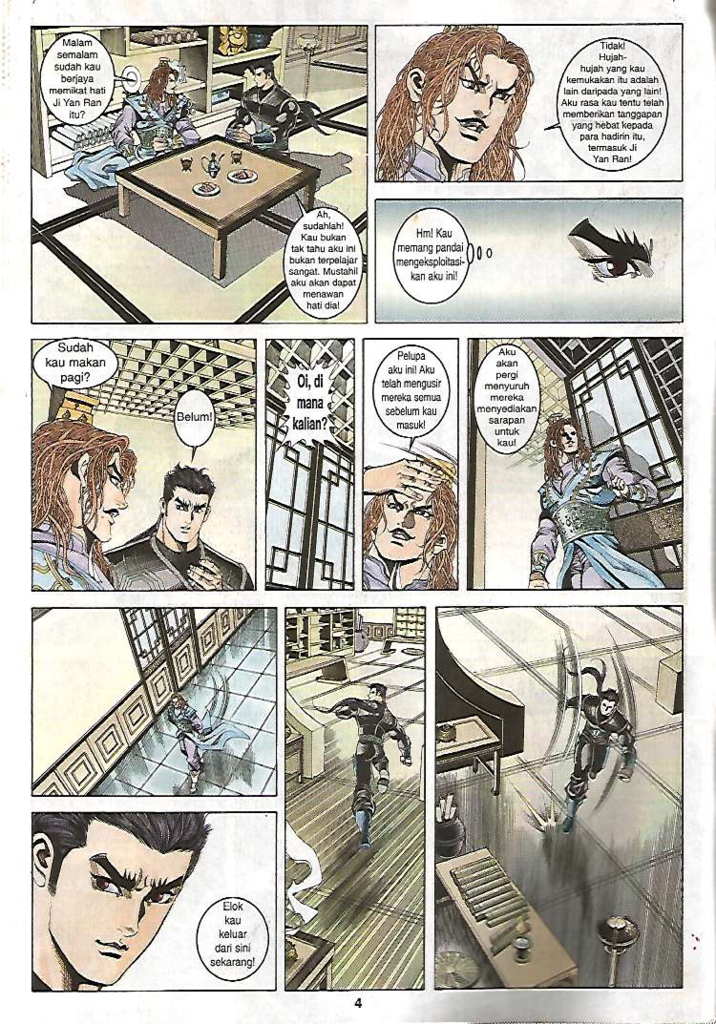 Malam
semalam
sudah kau
berjaya
memikat hati
Ji Yan Ran
itu?
Ah,
sudahlah!
Kau bukan
tak tahu aku ini
bukan terpelajar
sangat. Mustahil
aku akan dapat
menawan
hati dia!
Tidak!
Hujah-
hujah yang kau
kemukakan itu adalah
lain daripada yang lain!
Aku rasa kau tentu telah
memberikan tanggapan
yang hebat kepada
para hadirin itu,
termasuk Ji
Yan Ran!
Hm! Kau
memang pandai
mengeksploitasi-
kan aku ini!
Sudah
kau makan
pagi?
Belum!
Oi, di
mana
kalian?
Pelupa
aku ini! Aku
telah mengusir
mereka semua
sebelum kau
masuk!
Aku
akan
pergi
menyuruh
mereka
menyediakan
sarapan
untuk
kau!
Elok
kau
keluar
dari sini
sekarang!
4